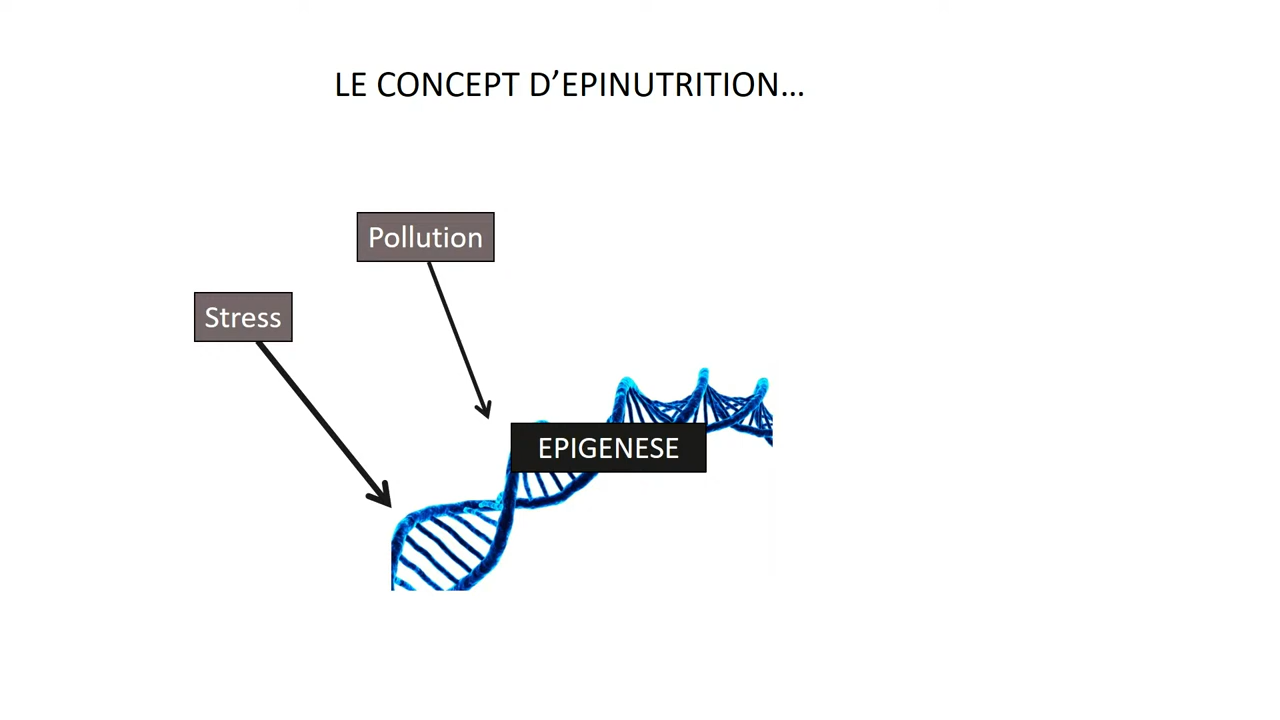 LE CONCEPT D’EPINUTRITION…
Pollution
Stress
EPIGENESE